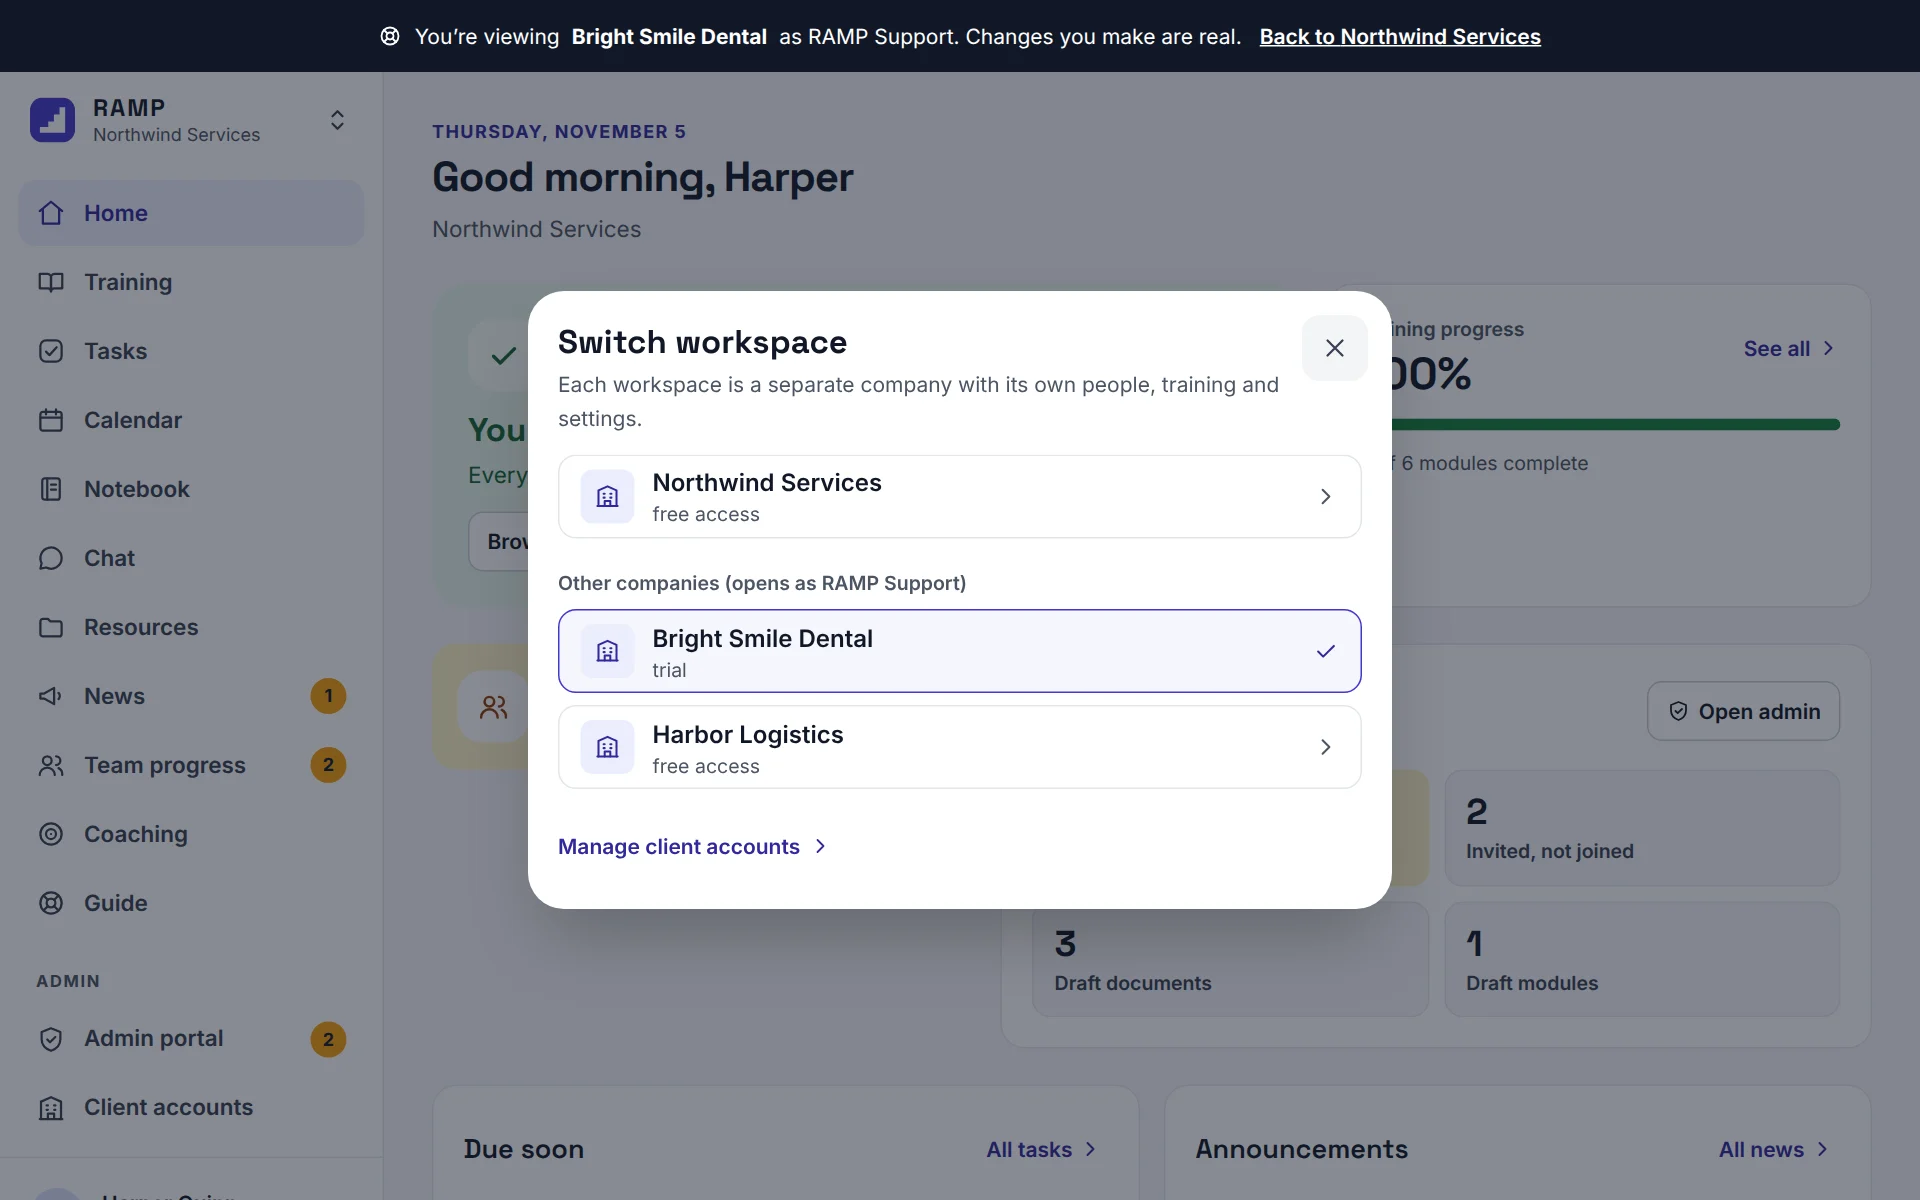 You’re viewing Bright Smile Dental as RAMP Support. Changes you make are real. Back to Northwind Services
RAMP
Northwind Services
Home
Training
Tasks
Calendar
Notebook
Chat
Resources
News 1
Team progress 2
Coaching
Guide
ADMIN
Admin portal 2
Client accounts
THURSDAY, NOVEMBER 5
Good morning, Harper
Northwind Services
You
Every
Switch workspace
Each workspace is a separate company with its own people, training and
settings.
Northwind Services
free access
Other companies (opens as RAMP Support)
Bright Smile Dental
trial
Harbor Logistics
free access
Manage client accounts
progress
See all
6 modules complete
Open admin
2
Invited, not joined
3
Draft documents
1
Draft modules
Due soon
All tasks
Announcements
All news